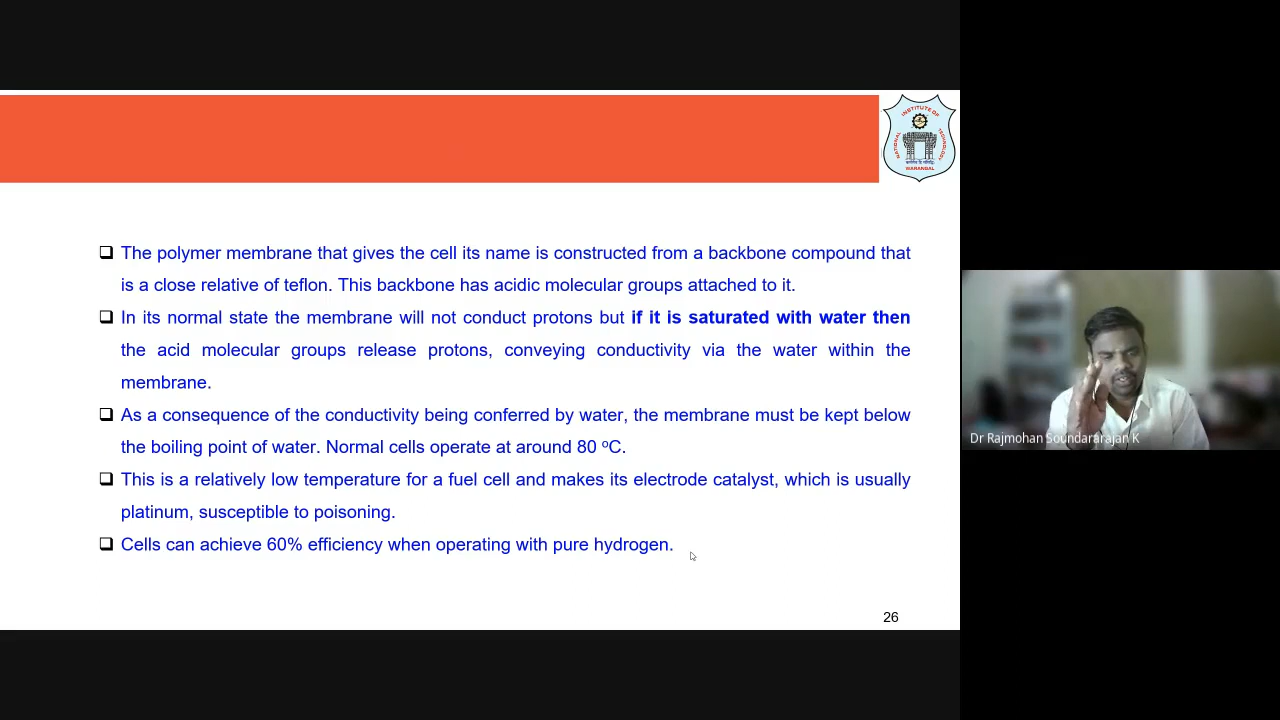 INSTITUTE OF
NATIONAL
TECHNOLOGY
WARANGAL
❑ The polymer membrane that gives the cell its name is constructed from a backbone compound that
is a close relative of teflon. This backbone has acidic molecular groups attached to it.
❑ In its normal state the membrane will not conduct protons but if it is saturated with water then
the acid molecular groups release protons, conveying conductivity via the water within the
membrane.
❑ As a consequence of the conductivity being conferred by water, the membrane must be kept below
the boiling point of water. Normal cells operate at around 80 ºC.
❑ This is a relatively low temperature for a fuel cell and makes its electrode catalyst, which is usually
platinum, susceptible to poisoning.
❑ Cells can achieve 60% efficiency when operating with pure hydrogen.
26
Dr Rajmohan Soundararajan K